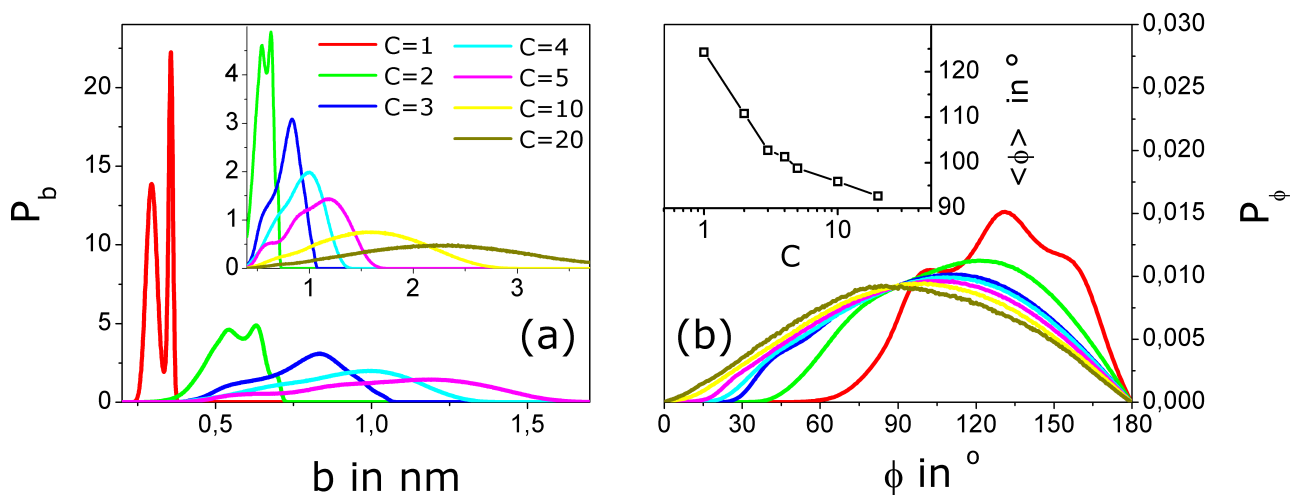 P_b
20
15
10
5
0
0,5
1,0
1,5
b in nm
4
3
2
1
0
1
2
3
C=1
C=2
C=3
C=4
C=5
C=10
C=20
(a)
(b)
1
10
C
120
110
100
90
<ϕ> in °
0
30
60
90
120
150
180
ϕ in °
0,030
0,025
0,020
0,015
0,010
0,005
0,000
P_ϕ